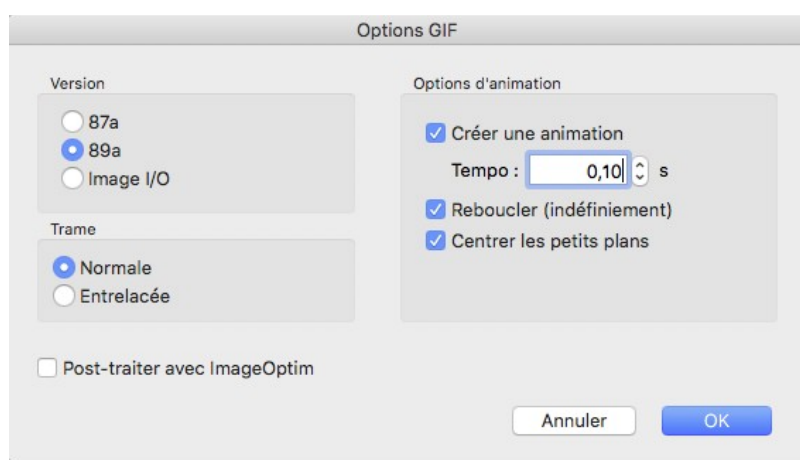 Options GIF
Version
87a
89a
Image I/O
Trame
Normale
Entrelacée
Post-traiter avec ImageOptim
Options d'animation
Créer une animation
Tempo : 0,10 s
Reboucler (indéfiniment)
Centrer les petits plans
Annuler
OK